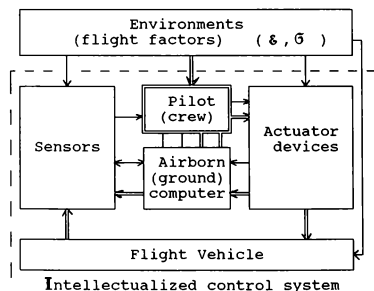 Environments
(flight factors) (&, G)
Pilot
(crew)
Sensors
Actuator
devices
Airborn
(ground)
computer
Flight Vehicle
Intellectualized control system